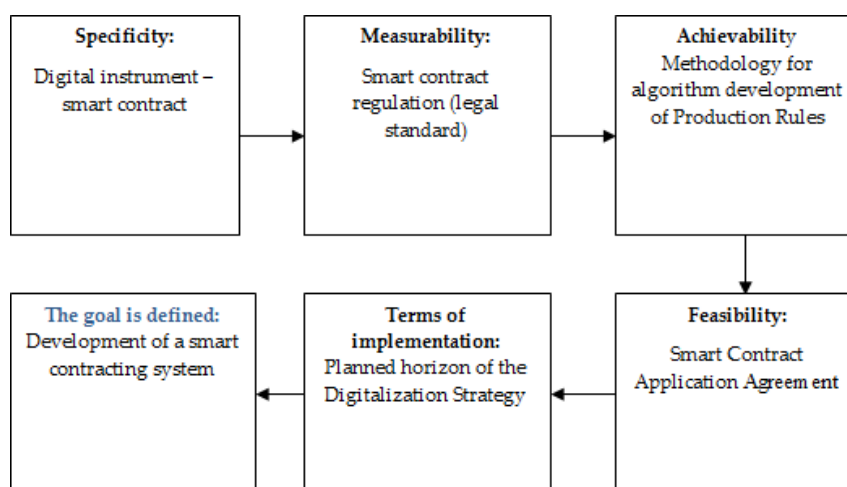 Specificity:
Digital instrument –
smart contract
Measurability:
Smart contract
regulation (legal
standard)
Achievability
Methodology for
algorithm development
of Production Rules
The goal is defined:
Development of a smart
contracting system
Terms of
implementation:
Planned horizon of the
Digitalization Strategy
Feasibility:
Smart Contract
Application Agreement